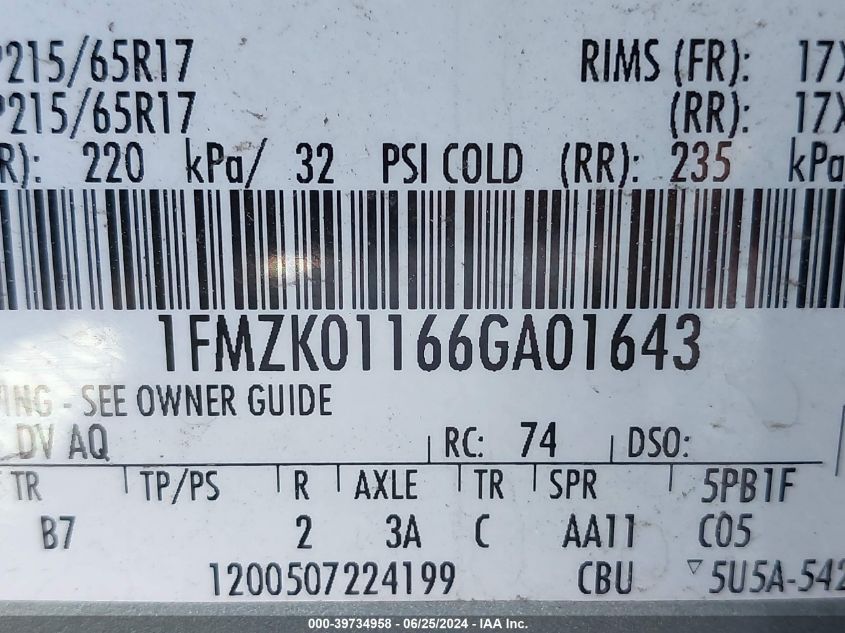 P215/65R17 RIMS (FR): 17X
P215/65R17 (RR): 17X
R): 220 kPa/ 32 PSI COLD (RR): 235 kPa
1FMZK01166GA01643
ING - SEE OWNER GUIDE
DV AQ RC: 74 DSO:
TR TP/PS R AXLE TR SPR 5PB1F
B7 2 3A C AA11 C05
1200507224199 CBU ▽5U5A-542
000-39734958 - 06/25/2024 - IAA Inc.